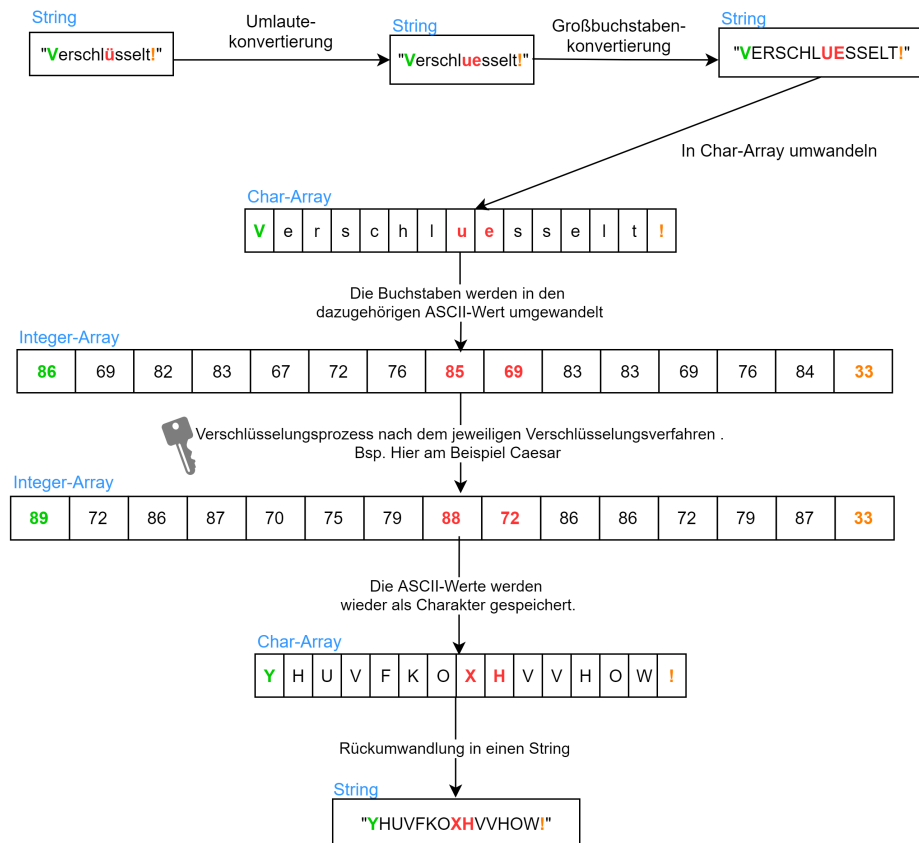 String
"Verschlüsselt!"
Umlaute-
konvertierung
String
"Verschluesselt!"
Großbuchstaben-
konvertierung
String
"VERSCHLUESSELT!"
In Char-Array umwandeln
Char-Array
V e r s c h l u e s s e l t !
Die Buchstaben werden in den
dazugehörigen ASCII-Wert umgewandelt
Integer-Array
86 69 82 83 67 72 76 85 69 83 83 69 76 84 33
Verschlüsselungsprozess nach dem jeweiligen Verschlüsselungsverfahren .
Bsp. Hier am Beispiel Caesar
Integer-Array
89 72 86 87 70 75 79 88 72 86 86 72 79 87 33
Die ASCII-Werte werden
wieder als Charakter gespeichert.
Char-Array
Y H U V F K O X H V V H O W !
Rückumwandlung in einen String
String
"YHUVFKOXHVVHOW!"